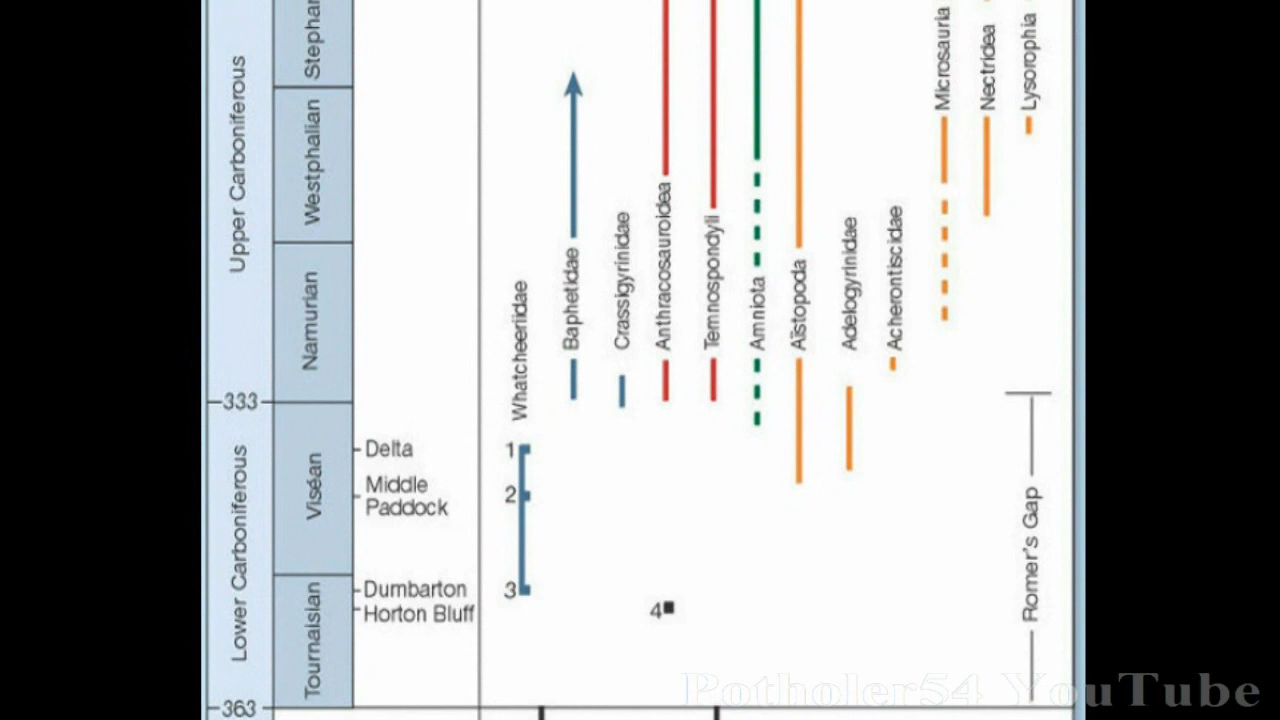 Upper Carboniferous
Lower Carboniferous
Stephan
Westphalian
Namurian
Viséan
Tournaisian
333
363
Delta
Middle
Paddock
Dumbarton
Horton Bluff
Whatcheeriidae
1
2
3
4
Baphetidae
Crassigyrinidae
Anthracosauroidea
Temnospondyli
Amniota
Aïstopoda
Adelogyrinidae
Acherontiscidae
Microsauria
Nectridea
Lysorophia
Romer's Gap
Potholer54 YouTube